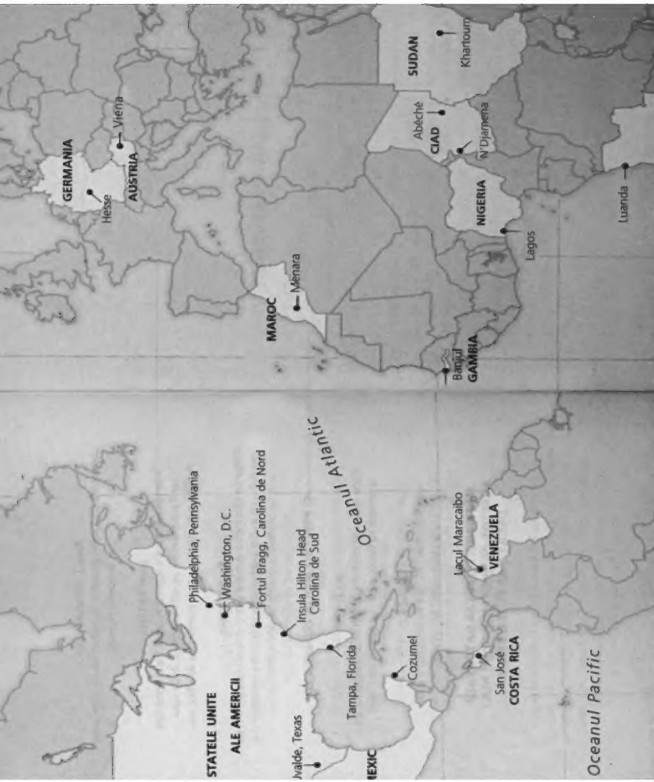 STATELE UNITE
ALE AMERICII
Philadelphia, Pennsylvania
Washington, D.C.
Fortul Bragg, Carolina de Nord
Insula Hilton Head
Carolina de Sud
Tampa, Florida
Uvalde, Texas
MEXIC
Cozumel
Oceanul Atlantic
Lacul Maracaibo
VENEZUELA
San José
COSTA RICA
Oceanul Pacific
GERMANIA
Hesse
Viena
AUSTRIA
MAROC
Menara
Banjul
GAMBIA
NIGERIA
Lagos
Abéché
CIAD
N'Djamena
SUDAN
Khartoum
Luanda